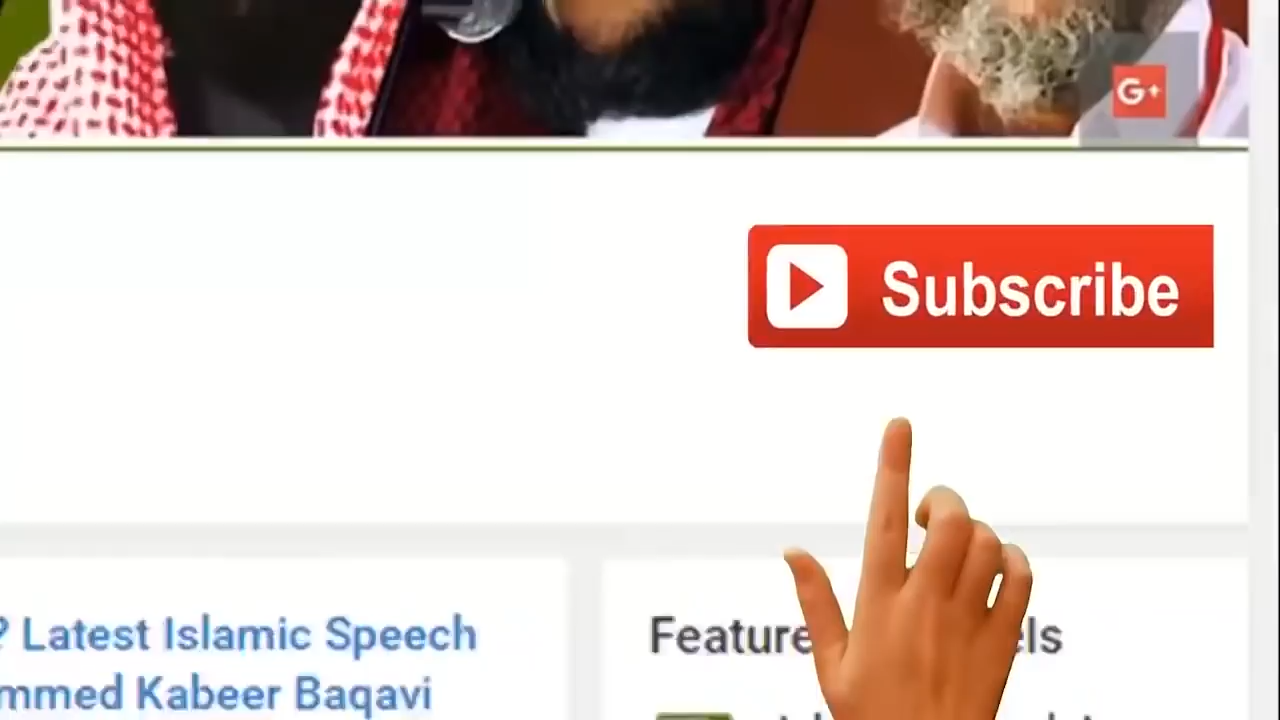 G+
Subscribe
? Latest Islamic Speech
mmed Kabeer Baqavi
Feature els